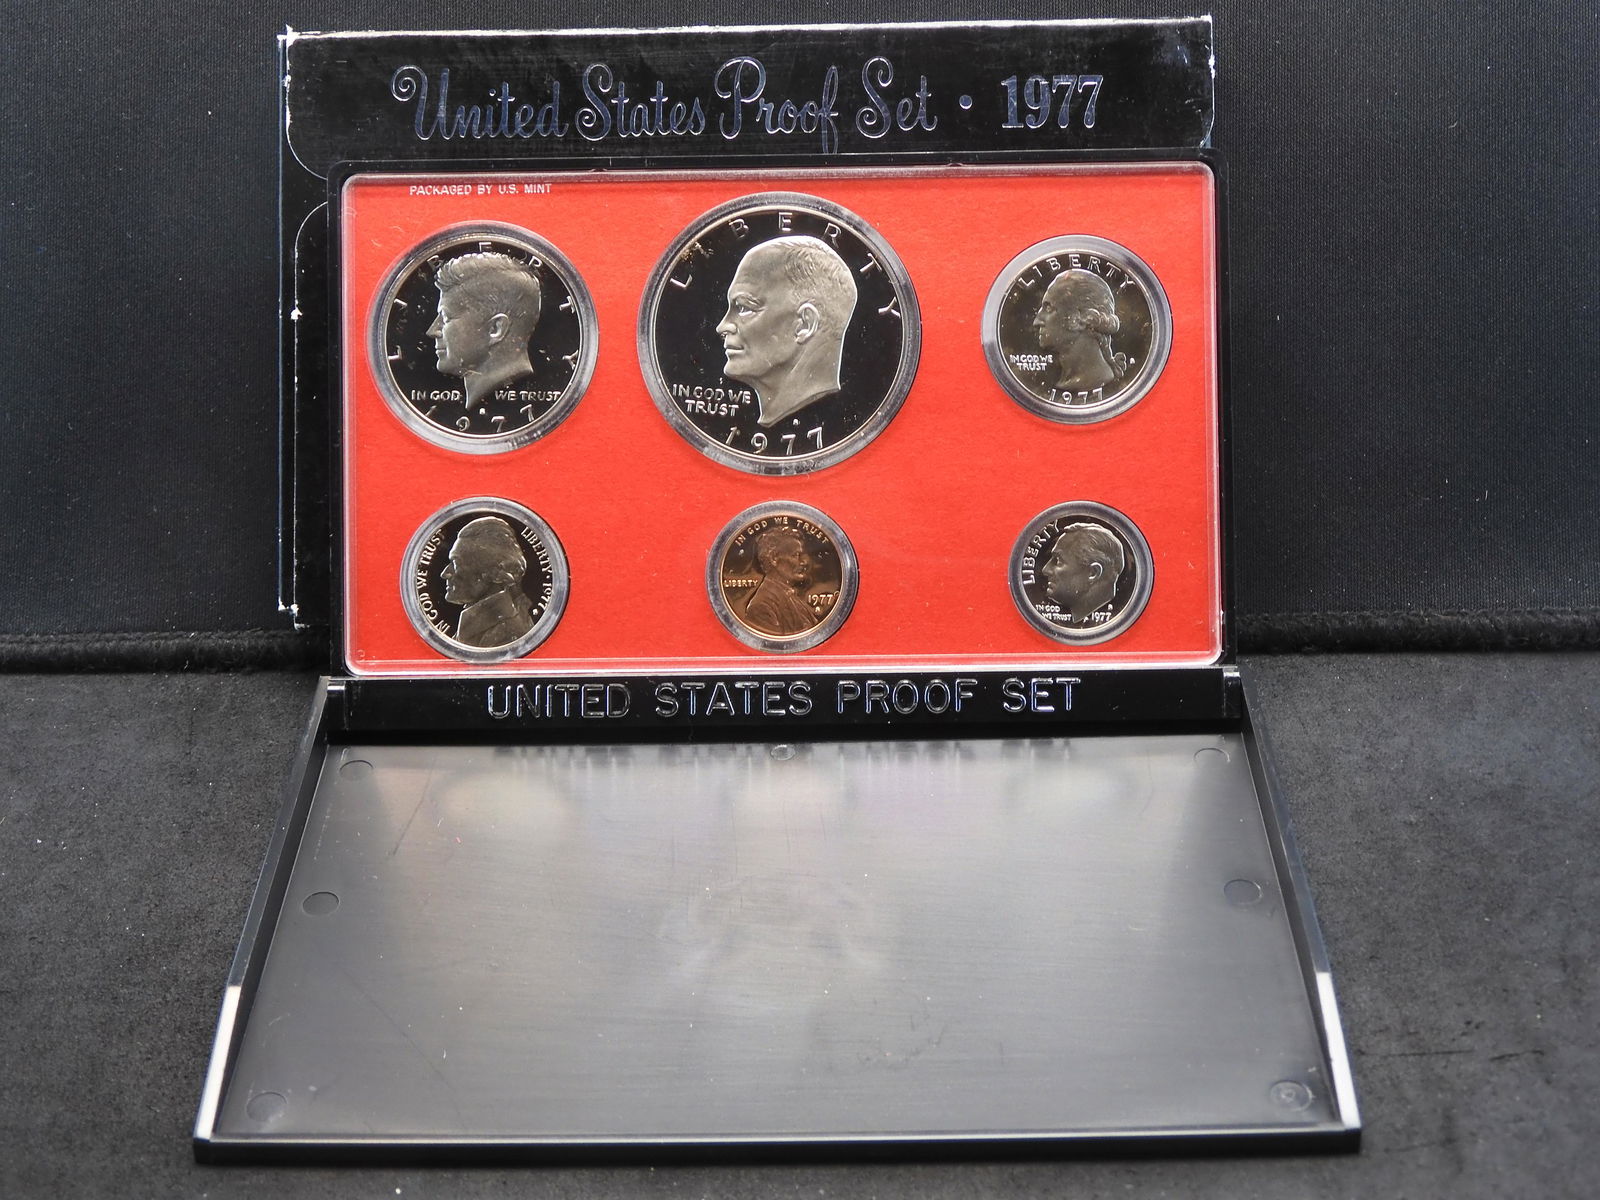 United States Proof Set • 1977
PACKAGED BY U.S. MINT
LIBERTY
IN GOD WE TRUST
1977
S
LIBERTY
IN GOD WE
TRUST
1977
S
LIBERTY
IN GOD WE
TRUST
S
1977
IN GOD WE TRUST
LIBERTY • 1977
S
IN GOD WE TRUST
LIBERTY
1977
S
LIBERTY
IN GOD
WE TRUST
S
1977
UNITED STATES PROOF SET